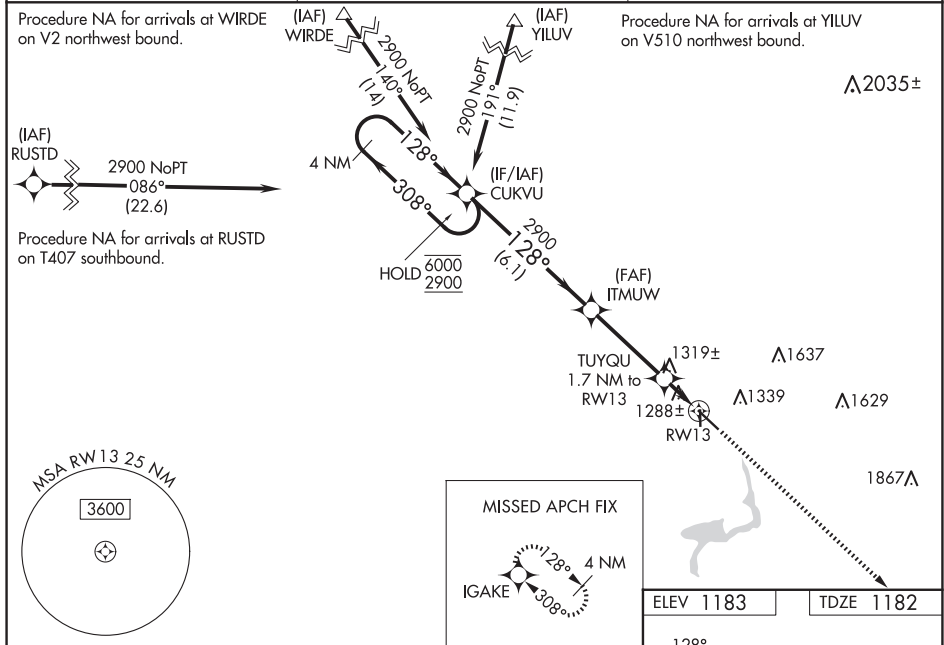 Procedure NA for arrivals at WIRDE
on V2 northwest bound.
(IAF)
WIRDE
2900 NoPT
140°
(14)
(IAF)
YILUV
2900 NoPT
191°
(11.9)
Procedure NA for arrivals at YILUV
on V510 northwest bound.
2035±
(IAF)
RUSTD
2900 NoPT
086°
(22.6)
Procedure NA for arrivals at RUSTD
on T407 southbound.
4 NM
128°
308°
(IF/IAF)
CUKVU
HOLD
6000
2900
2900
128°
(6.1)
(FAF)
ITMUW
TUYQU
1.7 NM to
RW13
1319±
1637
1288±
1339
1629
RW13
1867
MSA RW13 25 NM
3600
MISSED APCH FIX
128°
4 NM
IGAKE
308°
ELEV 1183
TDZE 1182